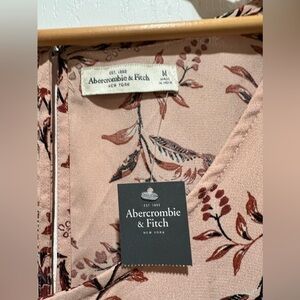 EST. 1892
Abercrombie & Fitch
NEW YORK
M
EST. 1892
Abercrombie
& Fitch
NEW YORK